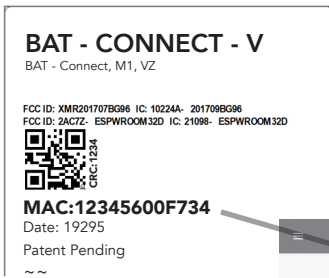 BAT - CONNECT - V
BAT - Connect, M1, VZ
FCC ID: XMR201707BG96 IC: 10224A- 201709BG96
FCC ID: 2AC7Z- ESPWROOM32D IC: 21098- ESPWROOM32D
CRC:1234
MAC:12345600F734
Date: 19295
Patent Pending
~~